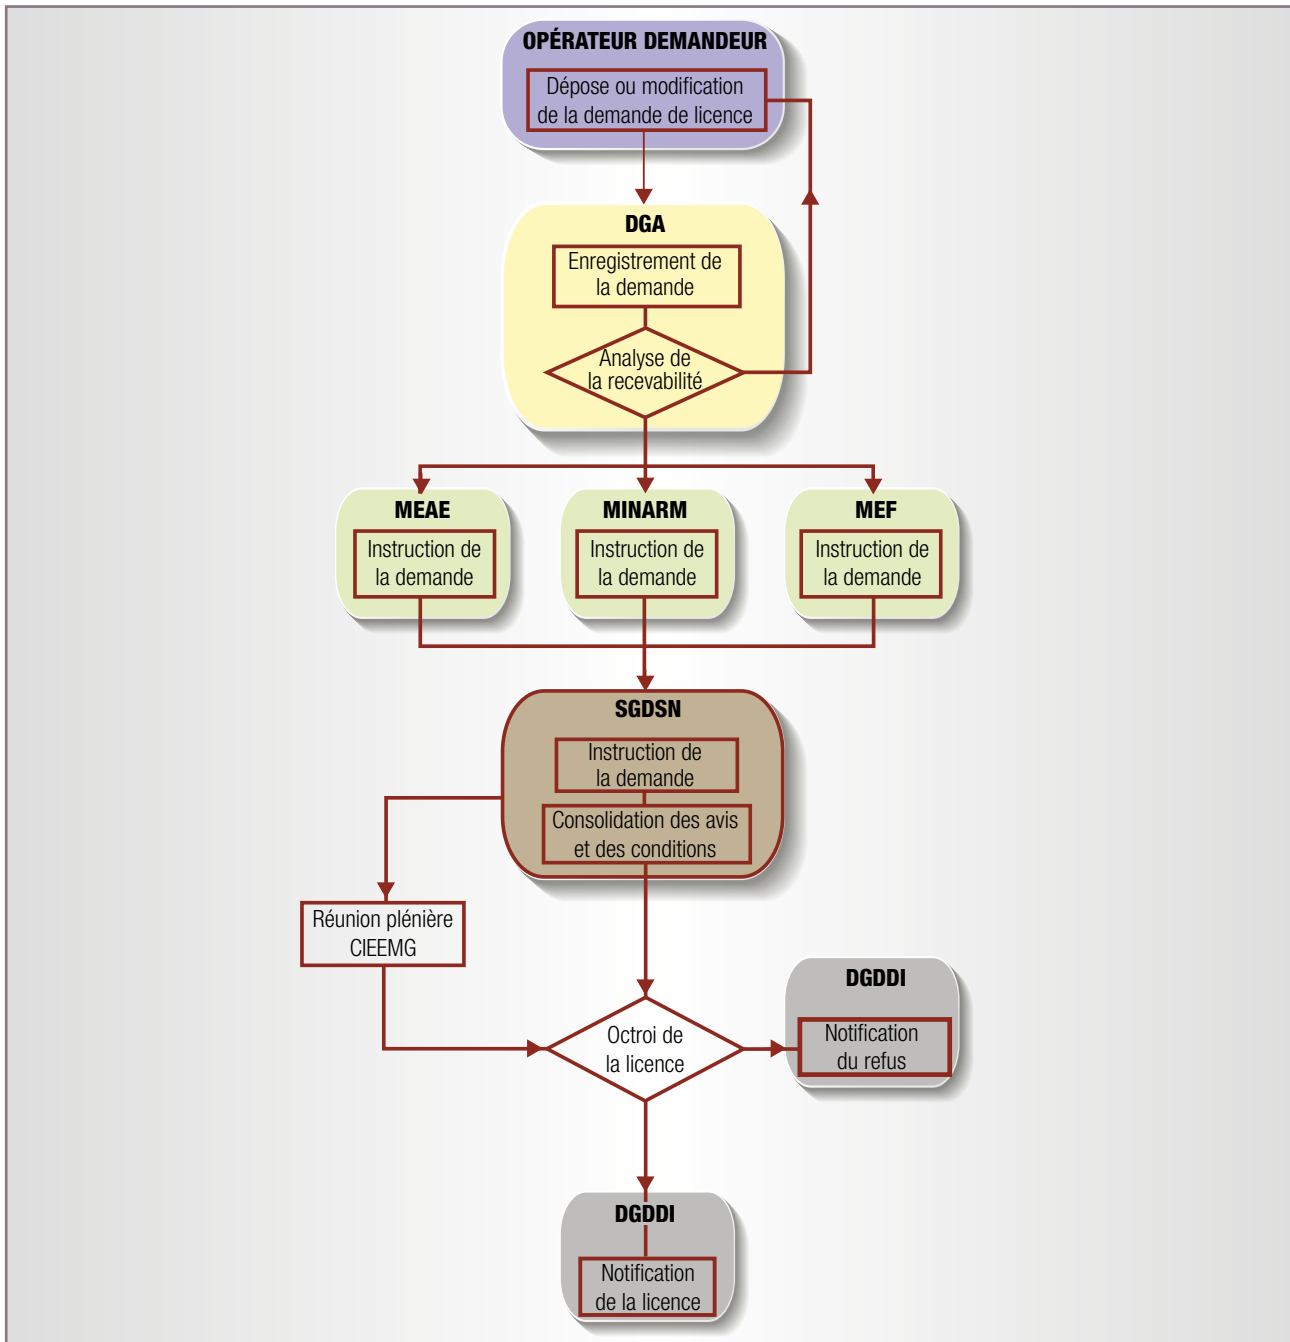 OPÉRATEUR DEMANDEUR
Dépose ou modification
de la demande de licence
DGA
Enregistrement de
la demande
Analyse de
la recevabilité
MEAE
Instruction de
la demande
MINARM
Instruction de
la demande
MEF
Instruction de
la demande
SGDSN
Instruction de
la demande
Consolidation des avis
et des conditions
Réunion plénière
CIEEMG
Octroi de
la licence
DGDDI
Notification
du refus
DGDDI
Notification
de la licence